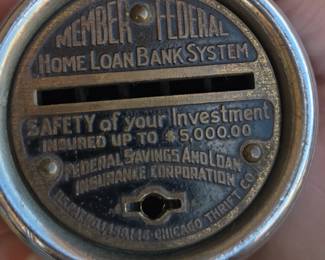 MEMBER FEDERAL
HOME LOAN BANK SYSTEM
SAFETY of your Investment
INSURED UP TO $5,000.00
FEDERAL SAVINGS AND LOAN
INSURANCE CORPORATION
CHICAGO THRIFT CO